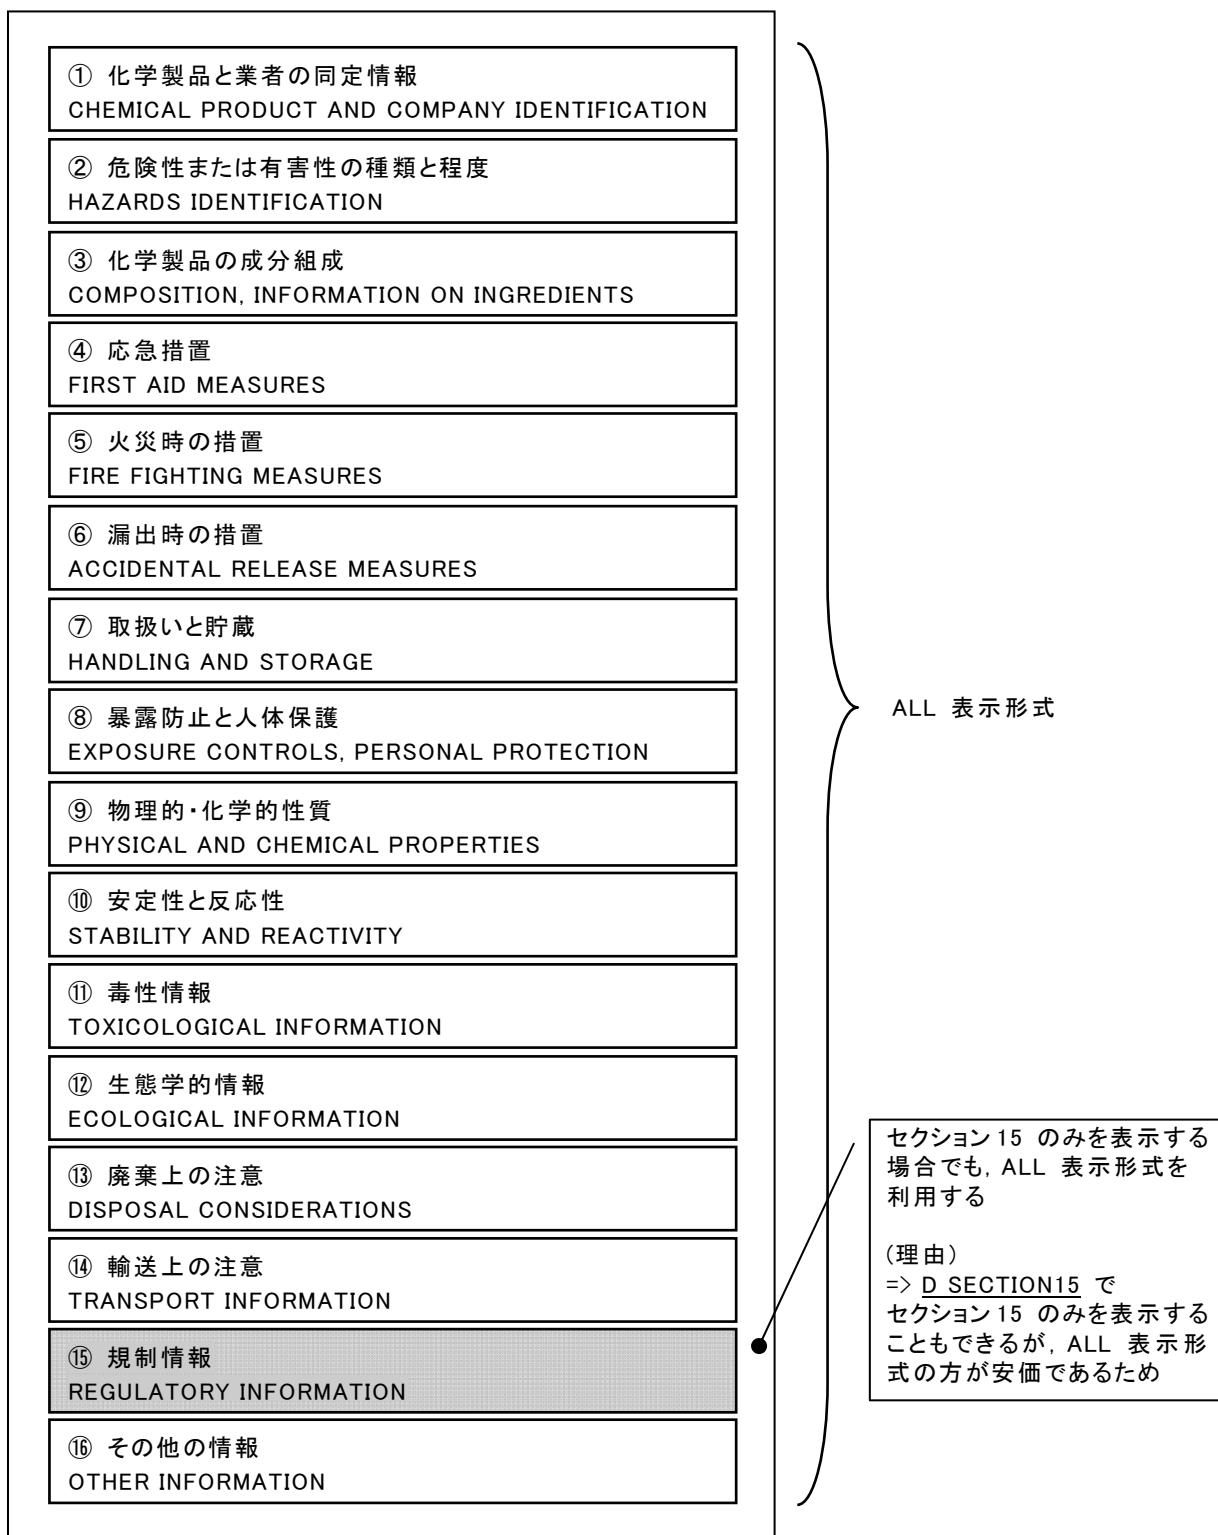 ① 化学製品と業者の同定情報
CHEMICAL PRODUCT AND COMPANY IDENTIFICATION
② 危険性または有害性の種類と程度
HAZARDS IDENTIFICATION
③ 化学製品の成分組成
COMPOSITION, INFORMATION ON INGREDIENTS
④ 応急措置
FIRST AID MEASURES
⑤ 火災時の措置
FIRE FIGHTING MEASURES
⑥ 漏出時の措置
ACCIDENTAL RELEASE MEASURES
⑦ 取扱いと貯蔵
HANDLING AND STORAGE
⑧ 暴露防止と人体保護
EXPOSURE CONTROLS, PERSONAL PROTECTION
⑨ 物理的・化学的性質
PHYSICAL AND CHEMICAL PROPERTIES
⑩ 安定性と反応性
STABILITY AND REACTIVITY
⑪ 毒性情報
TOXICOLOGICAL INFORMATION
⑫ 生態学的情報
ECOLOGICAL INFORMATION
⑬ 廃棄上の注意
DISPOSAL CONSIDERATIONS
⑭ 輸送上の注意
TRANSPORT INFORMATION
⑮ 規制情報
REGULATORY INFORMATION
⑯ その他の情報
OTHER INFORMATION
ALL 表示形式
セクション 15 のみを表示する
場合でも, ALL 表示形式を
利用する
(理由)
=> D SECTION15 で
セクション 15 のみを表示する
こともできるが, ALL 表示形
式の方が安価であるため